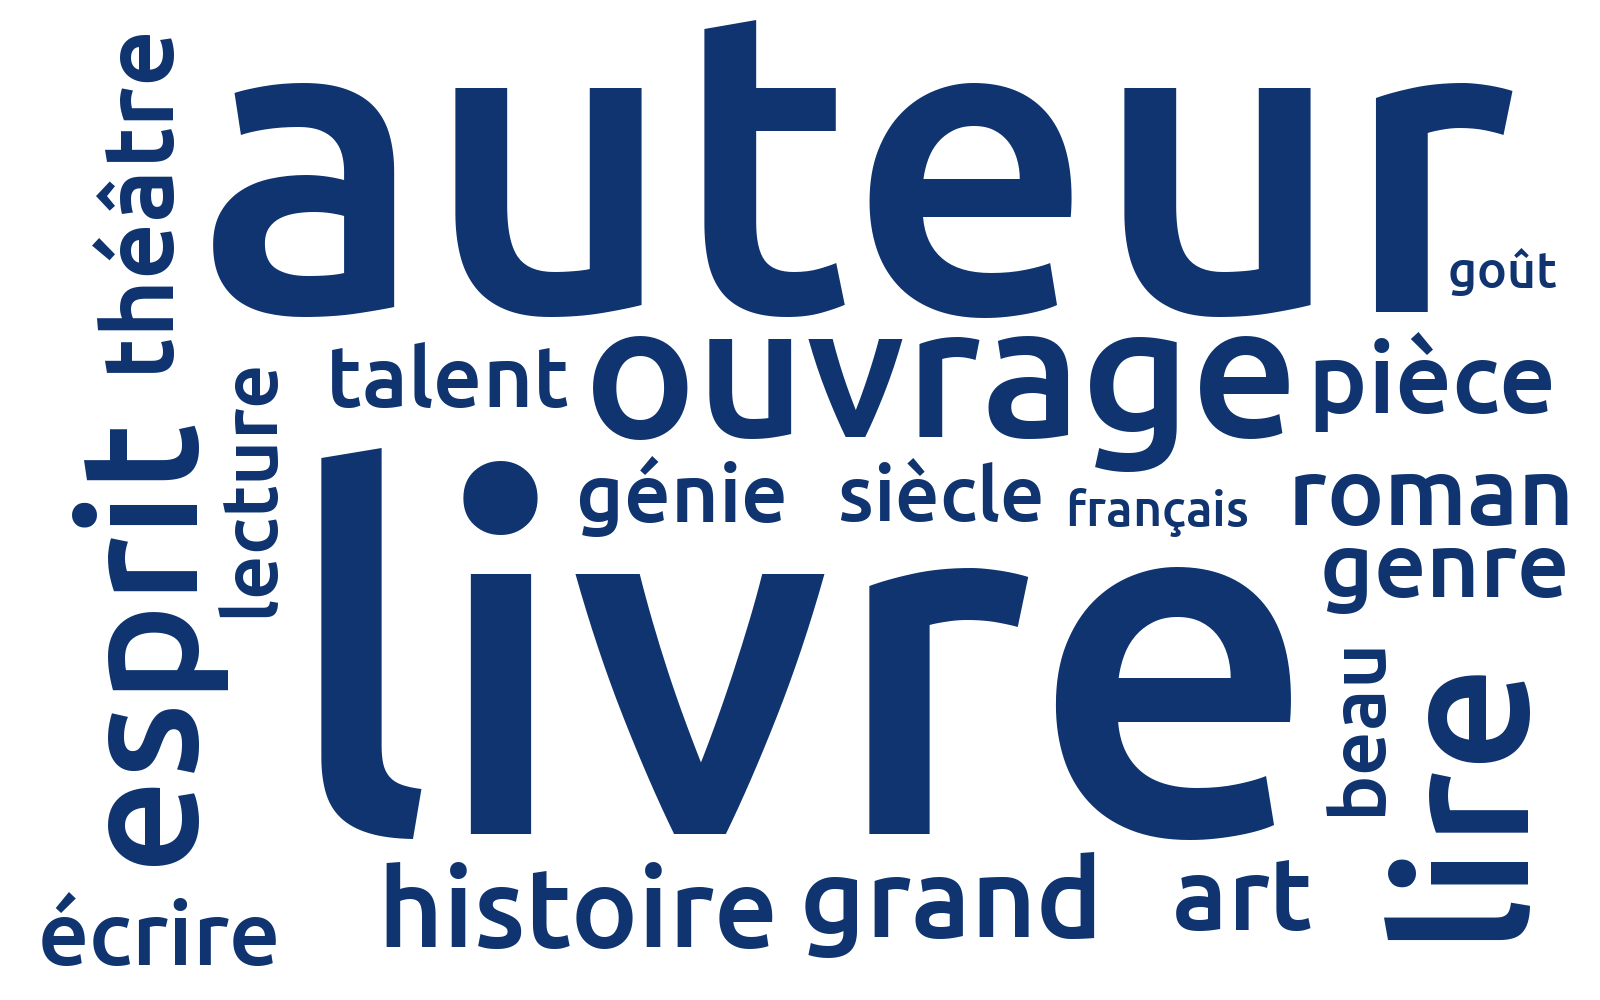 théâtre
auteur
goût
talent
ouvrage
pièce
esprit
lecture
livre
génie
siècle
français
roman
genre
beau
lire
écrire
histoire
grand
art